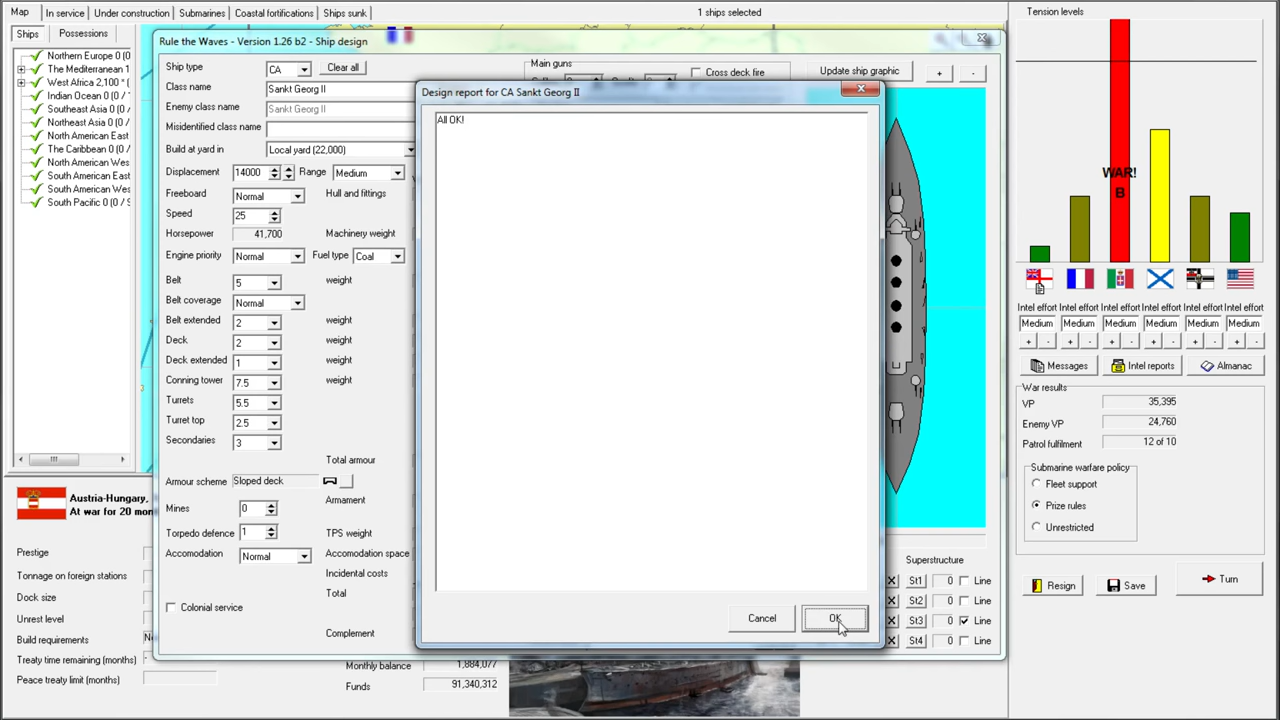 Map
In service
Under construction
Submarines
Coastal fortifications
Ships sunk
1 ships selected
Ships
Possessions
Northern Europe 0 (0
The Mediterranean 1
West Africa 2,100 * (
Indian Ocean 0 (0 /
Southeast Asia 0 (0
Northeast Asia 0 (0
North American East
The Caribbean 0 (0
North American West
South American East
South American Wes
South Pacific 0 (0 / 9
Rule the Waves - Version 1.26 b2 - Ship design
Ship type
CA
Clear all
Main guns
Cross deck fire
Update ship graphic
+
-
Class name
Sankt Georg II
Enemy class name
Sankt Georg II
Misidentified class name
Build at yard in
Local yard (22,000)
Displacement
14000
Range
Medium
Freeboard
Normal
Hull and fittings
Speed
25
Horsepower
41,700
Machinery weight
Engine priority
Normal
Fuel type
Coal
Belt
5
weight
Belt coverage
Normal
Belt extended
2
weight
Deck
2
weight
Deck extended
1
weight
Conning tower
7.5
weight
Turrets
5.5
Turret top
2.5
Secondaries
3
Total armour
Armour scheme
Sloped deck
Armament
Mines
0
Torpedo defence
1
TPS weight
Accomodation
Normal
Accomodation space
Incidental costs
Total
Colonial service
Complement
Design report for CA Sankt Georg II
All OK!
Cancel
OK
Superstructure
X
St1
0
Line
X
St2
0
Line
X
St3
0
Line
X
St4
0
Line
Austria-Hungary,
At war for 20 mon
Prestige
Tonnage on foreign stations
Dock size
Unrest level
Build requirements
Treaty time remaining (months)
Peace treaty limit (months)
Monthly balance
1,884,077
Funds
91,340,312
Tension levels
WAR!
B
Intel effort
Intel effort
Intel effort
Intel effort
Intel effort
Intel effort
Medium
Medium
Medium
Medium
Medium
Medium
+ - + - + - + - + - + -
Messages
Intel reports
Almanac
War results
VP
35,395
Enemy VP
24,760
Patrol fulfilment
12 of 10
Submarine warfare policy
Fleet support
Prize rules
Unrestricted
Resign
Save
Turn